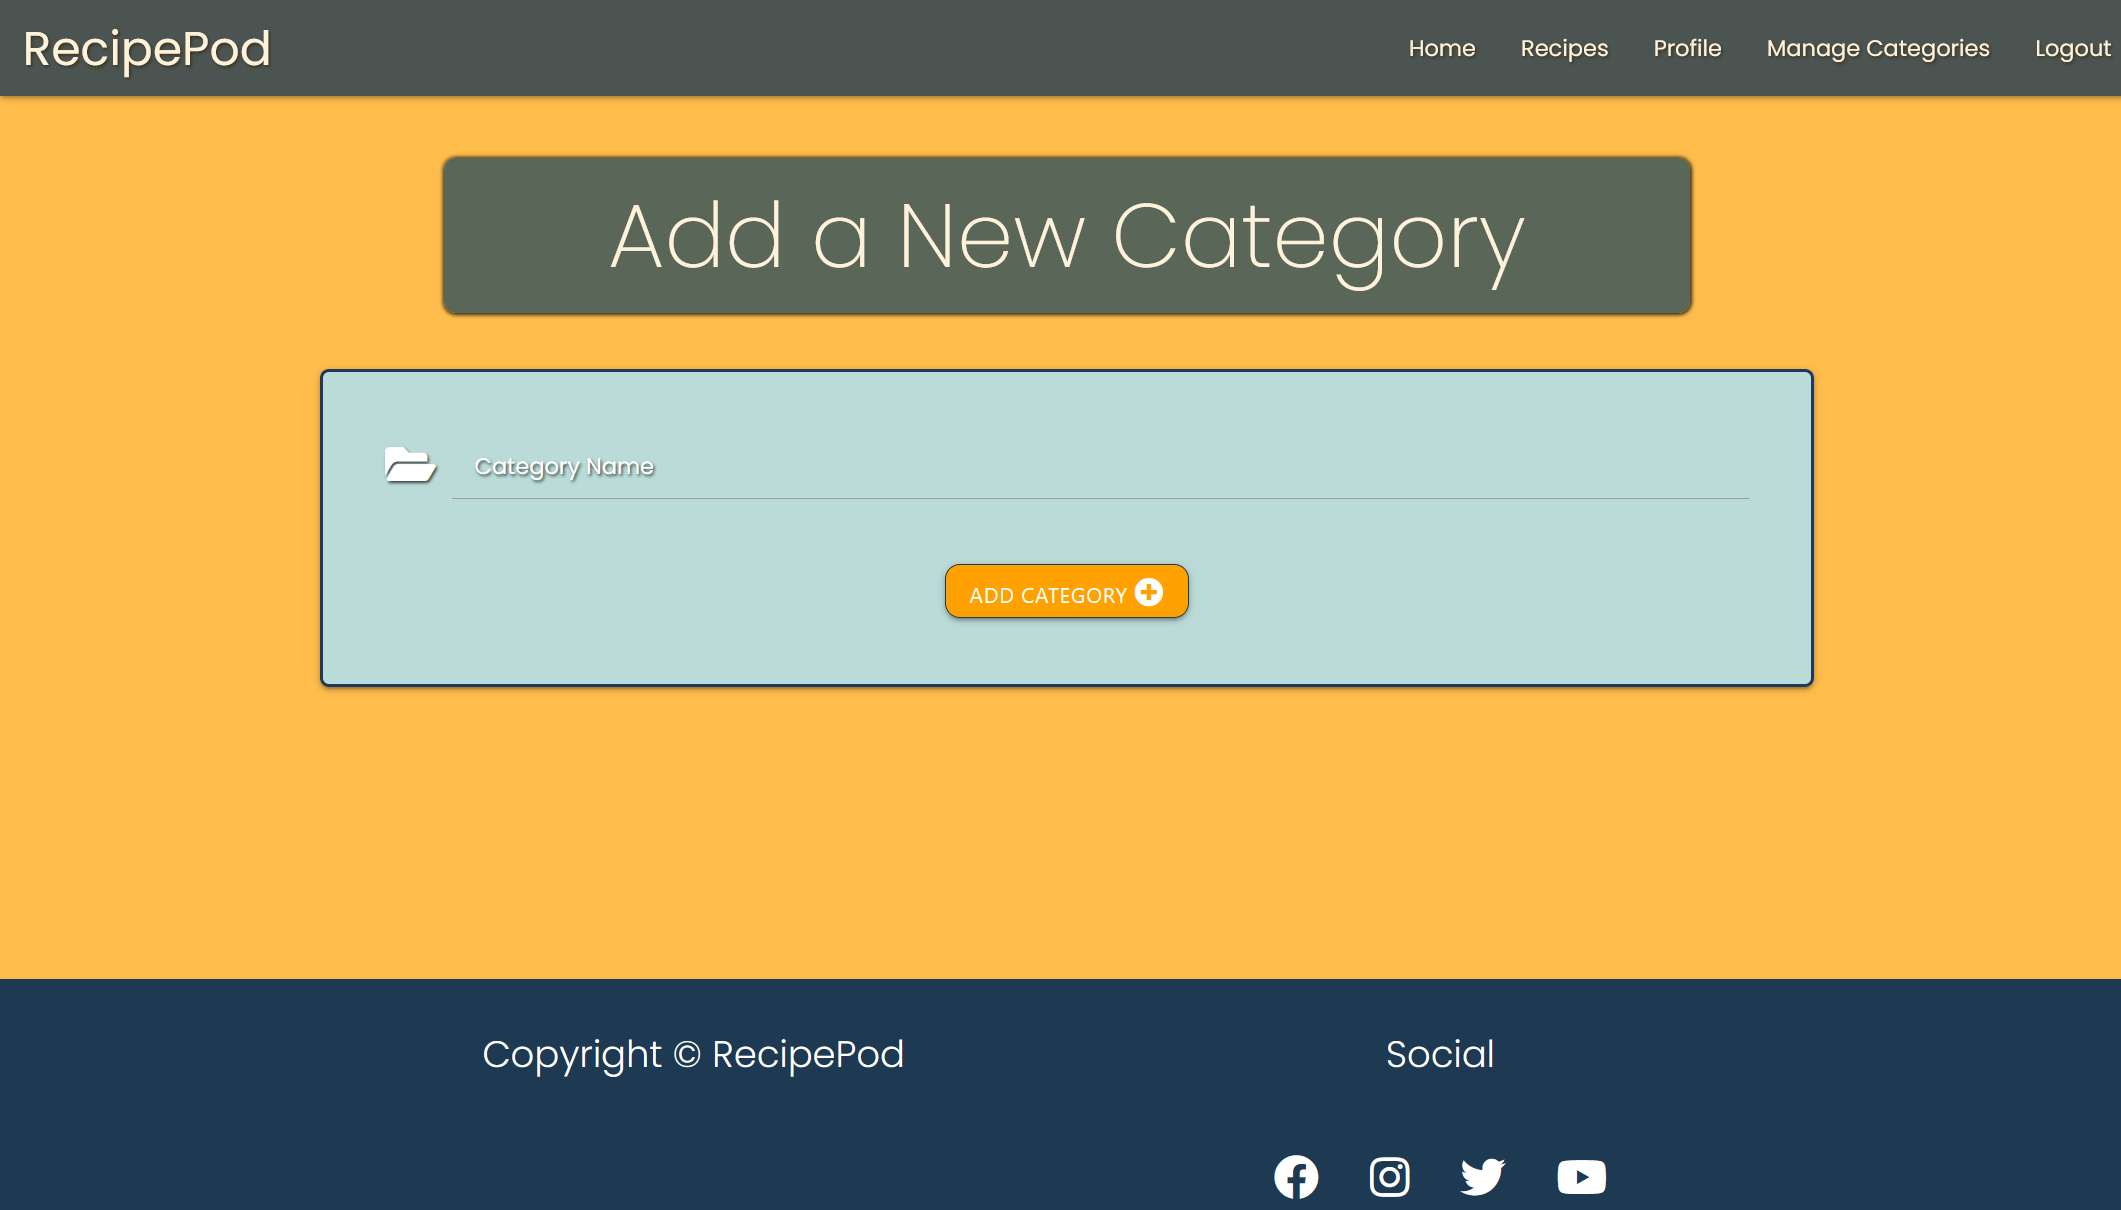 RecipePod
Home Recipes Profile Manage Categories Logout
Add a New Category
Category Name
ADD CATEGORY
Copyright © RecipePod
Social